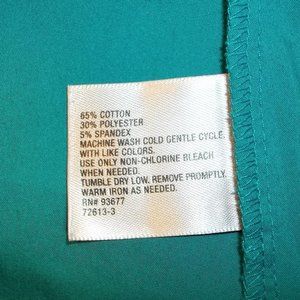 65% COTTON
30% POLYESTER
5% SPANDEX
MACHINE WASH COLD GENTLE CYCLE
WITH LIKE COLORS.
USE ONLY NON-CHLORINE BLEACH
WHEN NEEDED.
TUMBLE DRY LOW. REMOVE PROMPTLY.
WARM IRON AS NEEDED.
RN# 93677
72613-3